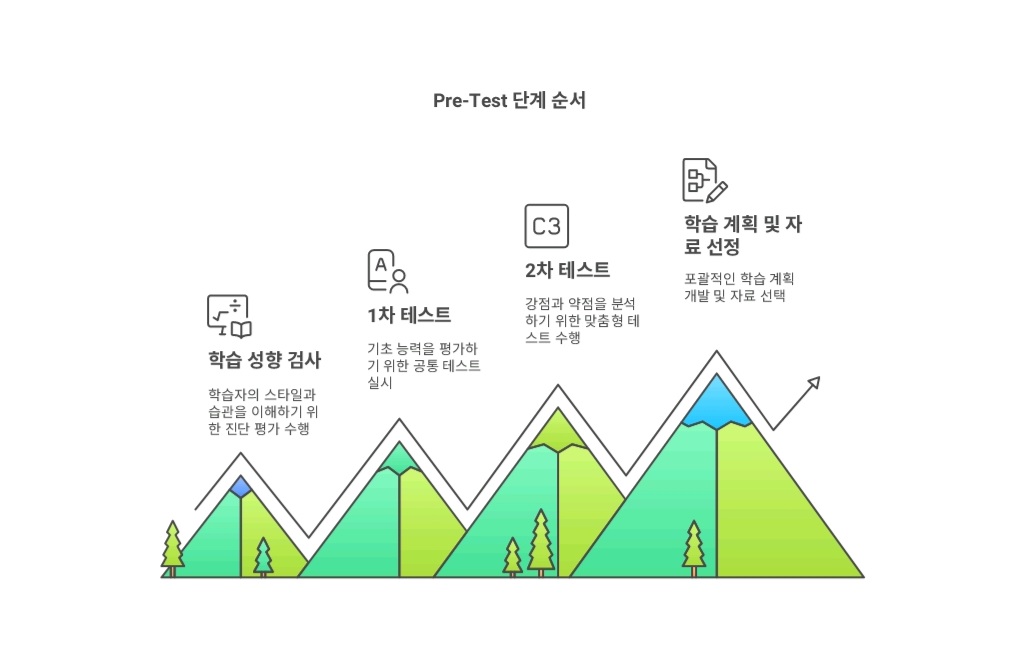 Pre-Test 단계 순서
학습 계획 및 자
료 선정
포괄적인 학습 계획
개발 및 자료 선택
C3
2차 테스트
강점과 약점을 분석
하기 위한 맞춤형 테
스트 수행
A
1차 테스트
기초 능력을 평가하
기 위한 공통 테스트
실시
학습 성향 검사
학습자의 스타일과
습관을 이해하기 위
한 진단 평가 수행